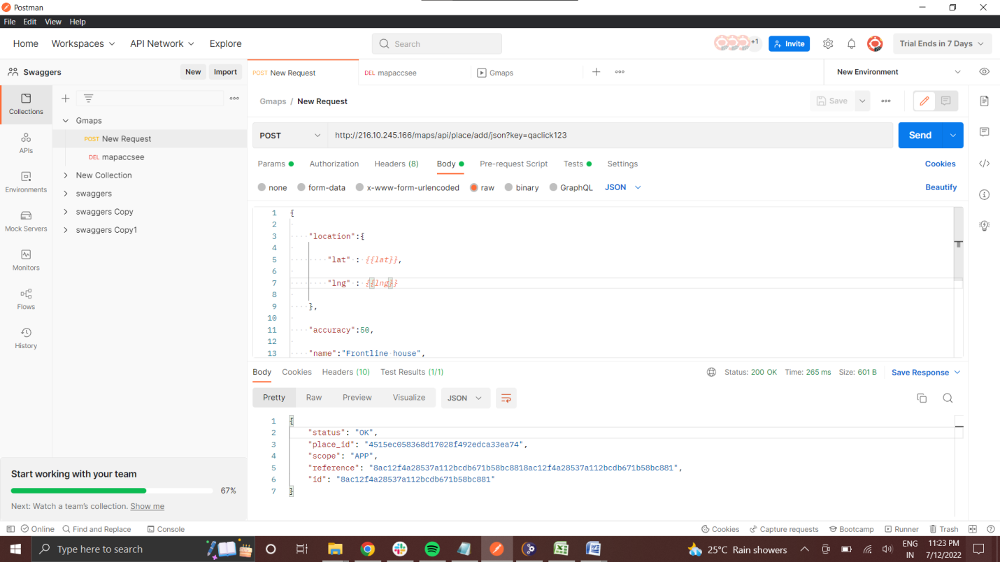 Postman
File Edit View Help
Home Workspaces API Network Explore Search +1 Invite Trial Ends in 7 Days
Swaggers New Import POST New Request DEL mapaccsee Gmaps New Environment
Collections
APIs
Environments
Mock Servers
Monitors
Flows
History
Gmaps
POST New Request
DEL mapaccsee
New Collection
swaggers
swaggers Copy
swaggers Copy1
Gmaps / New Request Save
POST http://216.10.245.166/maps/api/place/add/json?key=qaclick123 Send
Params Authorization Headers (8) Body Pre-request Script Tests Settings Cookies
none form-data x-www-form-urlencoded raw binary GraphQL JSON Beautify
1 {
2
3 "location":{
4
5 "lat" : {{lat}},
6
7 "lng" : {{lng}}
8
9 },
10
11 "accuracy":50,
12
13 "name":"Frontline house",
Body Cookies Headers (10) Test Results (1/1) Status: 200 OK Time: 265 ms Size: 601 B Save Response
Pretty Raw Preview Visualize JSON
1 {
2 "status": "OK",
3 "place_id": "4515ec058368d17028f492edca33ea74",
4 "scope": "APP",
5 "reference": "8ac12f4a28537a112bcdb671b58bc8818ac12f4a28537a112bcdb671b58bc881",
6 "id": "8ac12f4a28537a112bcdb671b58bc881"
7 }
Start working with your team
67%
Next: Watch a team's collection. Show me
Online Find and Replace Console Cookies Capture requests Bootcamp Runner Trash
Type here to search 25°C Rain showers ENG IN 11:23 PM 7/12/2022